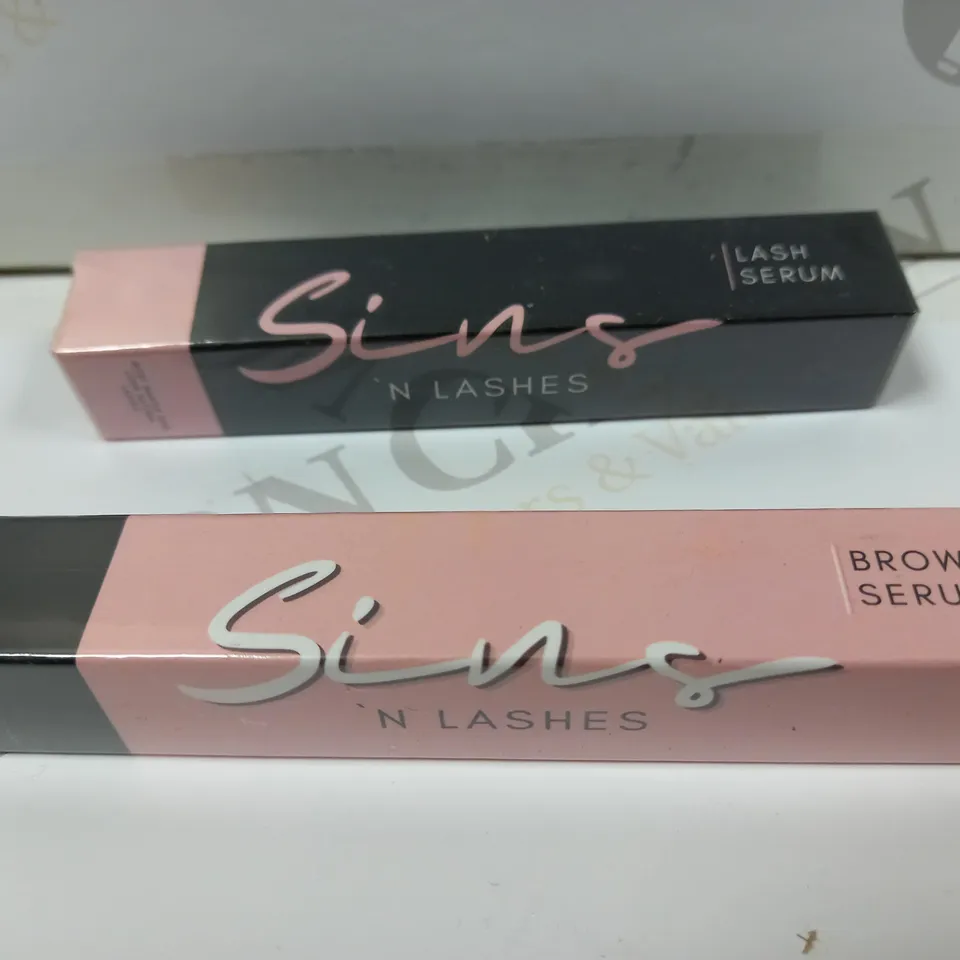 LASH
SERUM
Sins
'N LASHES
BROW
SERU
Sins
'N LASHES